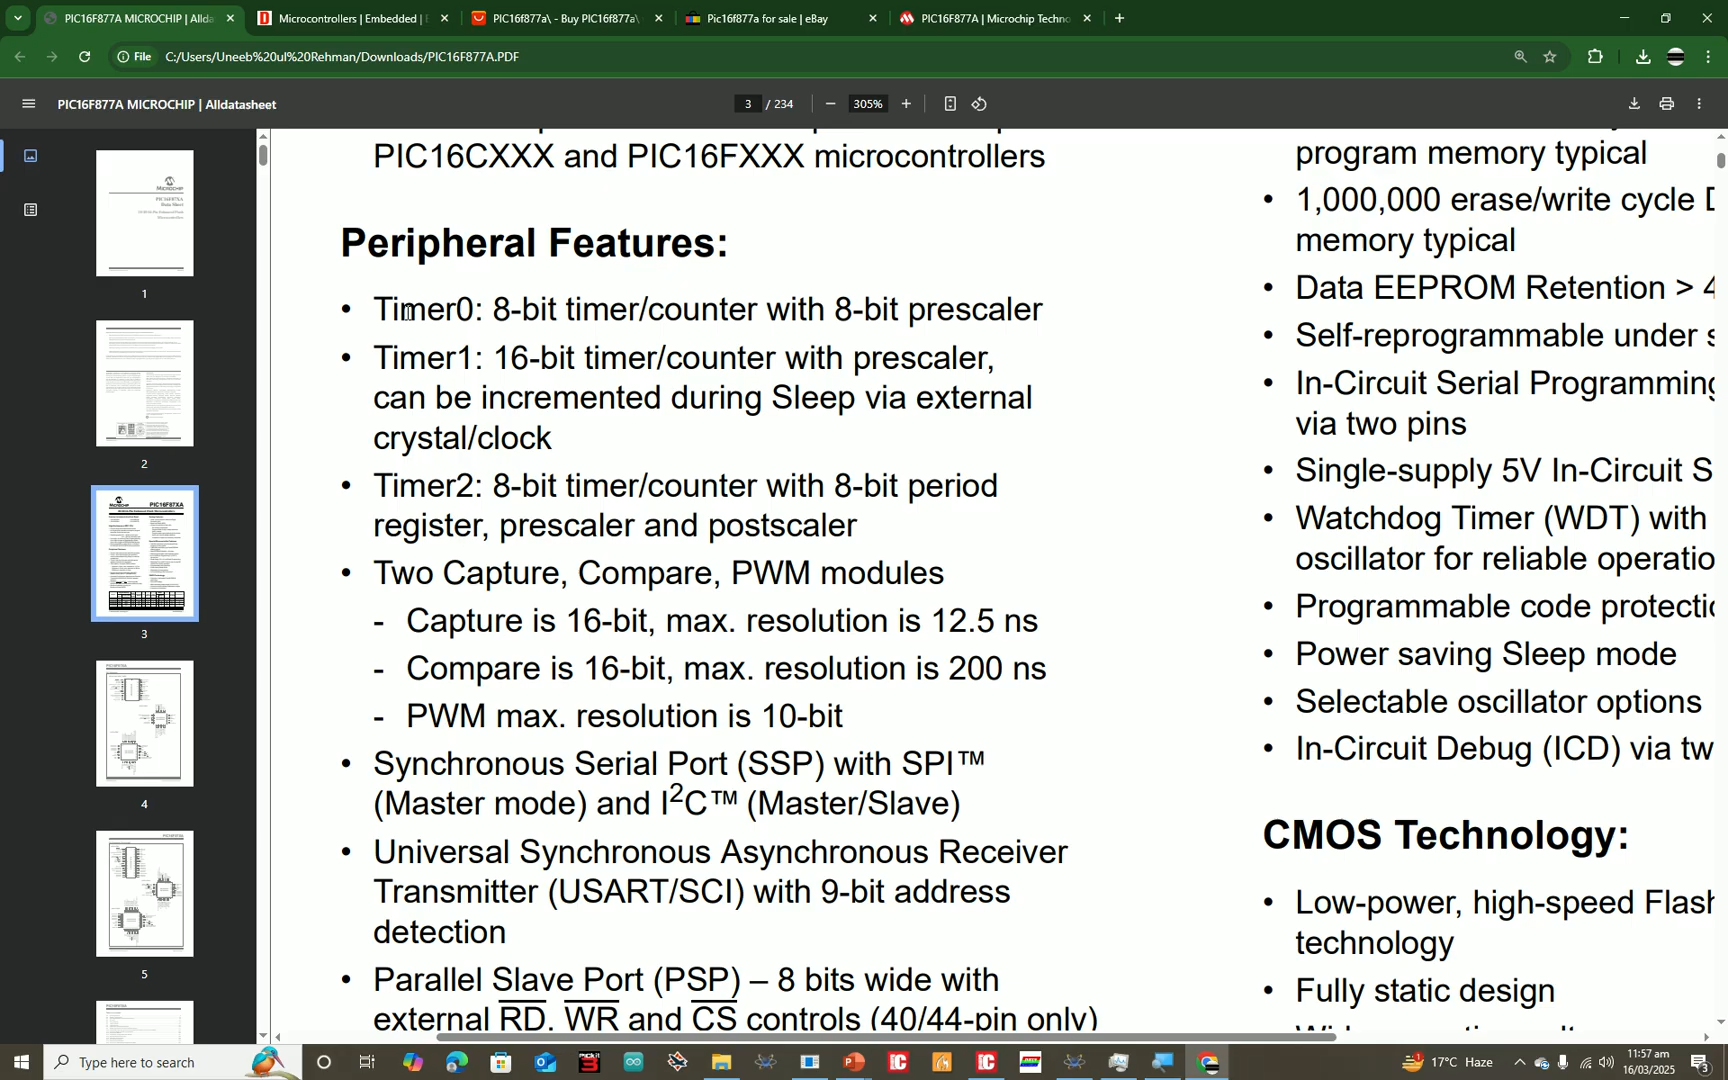 PIC16F877A MICROCHIP | Allda
Microcontrollers | Embedded | E
PIC16f877a\ - Buy PIC16f877a\
Pic16f877a for sale | eBay
PIC16F877A | Microchip Techno
File
C:/Users/Uneeb%20ul%20Rehman/Downloads/PIC16F877A.PDF
PIC16F877A MICROCHIP | Alldatasheet
3 / 234
305%
1
2
3
4
5
PIC16CXXX and PIC16FXXX microcontrollers
Peripheral Features:
• Timer0: 8-bit timer/counter with 8-bit prescaler
• Timer1: 16-bit timer/counter with prescaler,
can be incremented during Sleep via external
crystal/clock
• Timer2: 8-bit timer/counter with 8-bit period
register, prescaler and postscaler
• Two Capture, Compare, PWM modules
- Capture is 16-bit, max. resolution is 12.5 ns
- Compare is 16-bit, max. resolution is 200 ns
- PWM max. resolution is 10-bit
• Synchronous Serial Port (SSP) with SPI™
(Master mode) and I2C™ (Master/Slave)
• Universal Synchronous Asynchronous Receiver
Transmitter (USART/SCI) with 9-bit address
detection
• Parallel Slave Port (PSP) – 8 bits wide with
external RD, WR and CS controls (40/44-pin only)
program memory typical
• 1,000,000 erase/write cycle
memory typical
• Data EEPROM Retention > 4
• Self-reprogrammable under s
• In-Circuit Serial Programming
via two pins
• Single-supply 5V In-Circuit S
• Watchdog Timer (WDT) with
oscillator for reliable operatio
• Programmable code protectio
• Power saving Sleep mode
• Selectable oscillator options
• In-Circuit Debug (ICD) via tw
CMOS Technology:
• Low-power, high-speed Flash
technology
• Fully static design
Type here to search
17°C Haze
11:57 am
16/03/2025
3